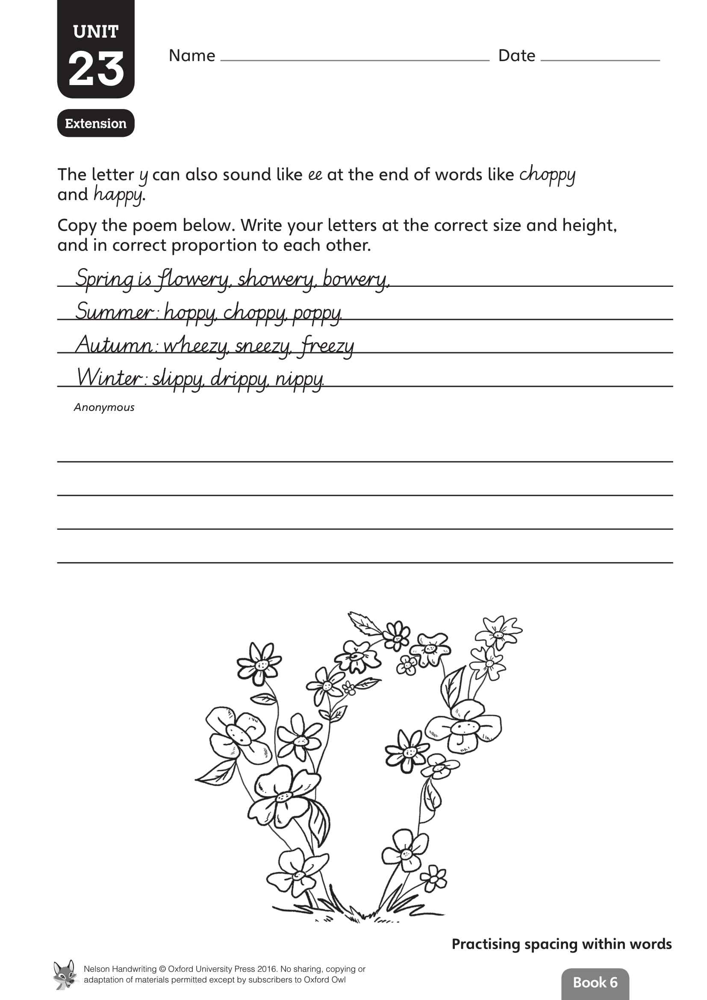 UNIT
23
Name Date
Extension
The letter y can also sound like ee at the end of words like choppy
and happy.
Copy the poem below. Write your letters at the correct size and height,
and in correct proportion to each other.
Spring is flowery, showery, bowery,
Summer: hoppy, choppy, poppy.
Autumn: wheezy, sneezy, freezy
Winter: slippy, drippy, nippy.
Anonymous
Practising spacing within words
Nelson Handwriting © Oxford University Press 2016. No sharing, copying or
adaptation of materials permitted except by subscribers to Oxford Owl
Book 6